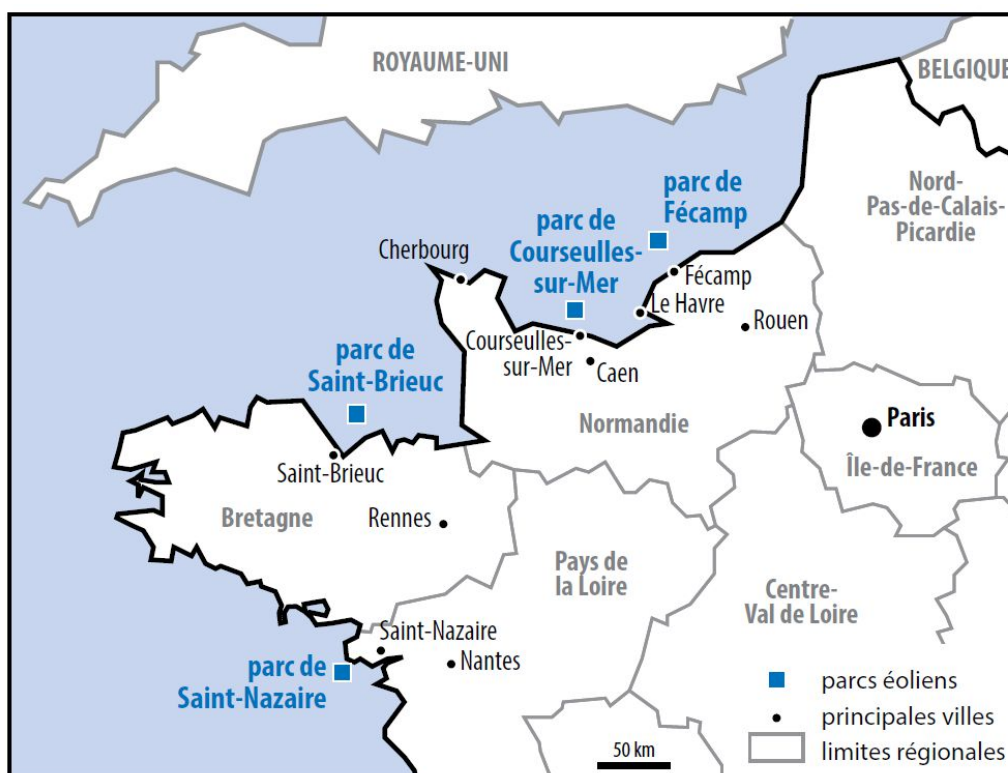 ROYAUME-UNI
BELGIQUE
parc de
Fécamp
Nord-
Pas-de-Calais-
Picardie
parc de
Courseulles-
sur-Mer
Cherbourg
Fécamp
Le Havre
Rouen
Courseulles-
sur-Mer
Caen
parc de
Saint-Brieuc
Normandie
Paris
Île-de-France
Saint-Brieuc
Bretagne
Rennes
Pays de
la Loire
Centre-
Val de Loire
Saint-Nazaire
Nantes
parc de
Saint-Nazaire
parcs éoliens
principales villes
limites régionales
50 km